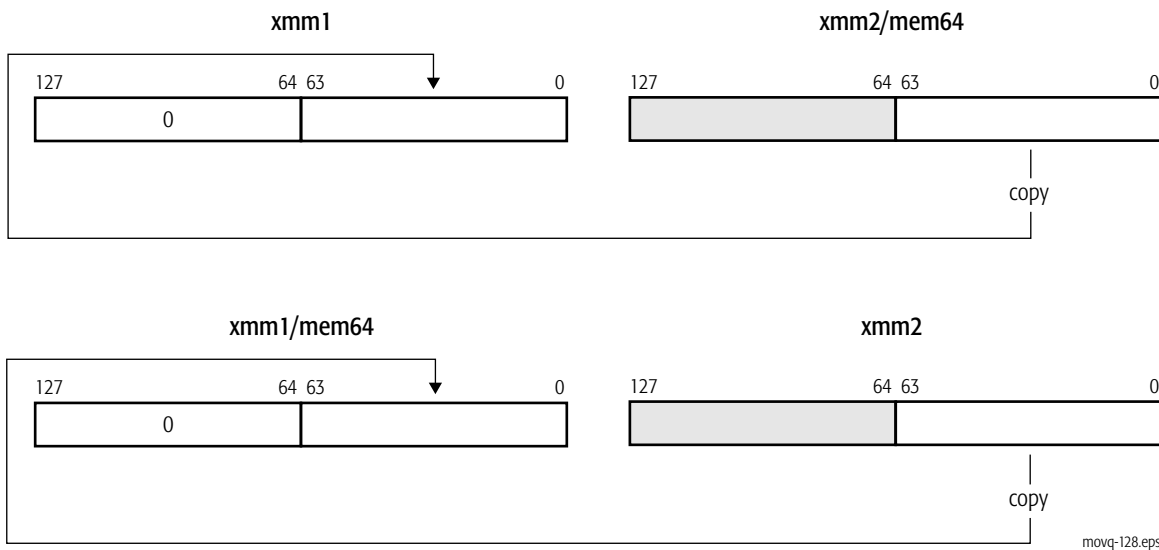 xmm1 xmm2/mem64
127 64 63 0 127 64 63 0
0
copy
xmm1/mem64 xmm2
127 64 63 0 127 64 63 0
0
copy
movq-128.eps